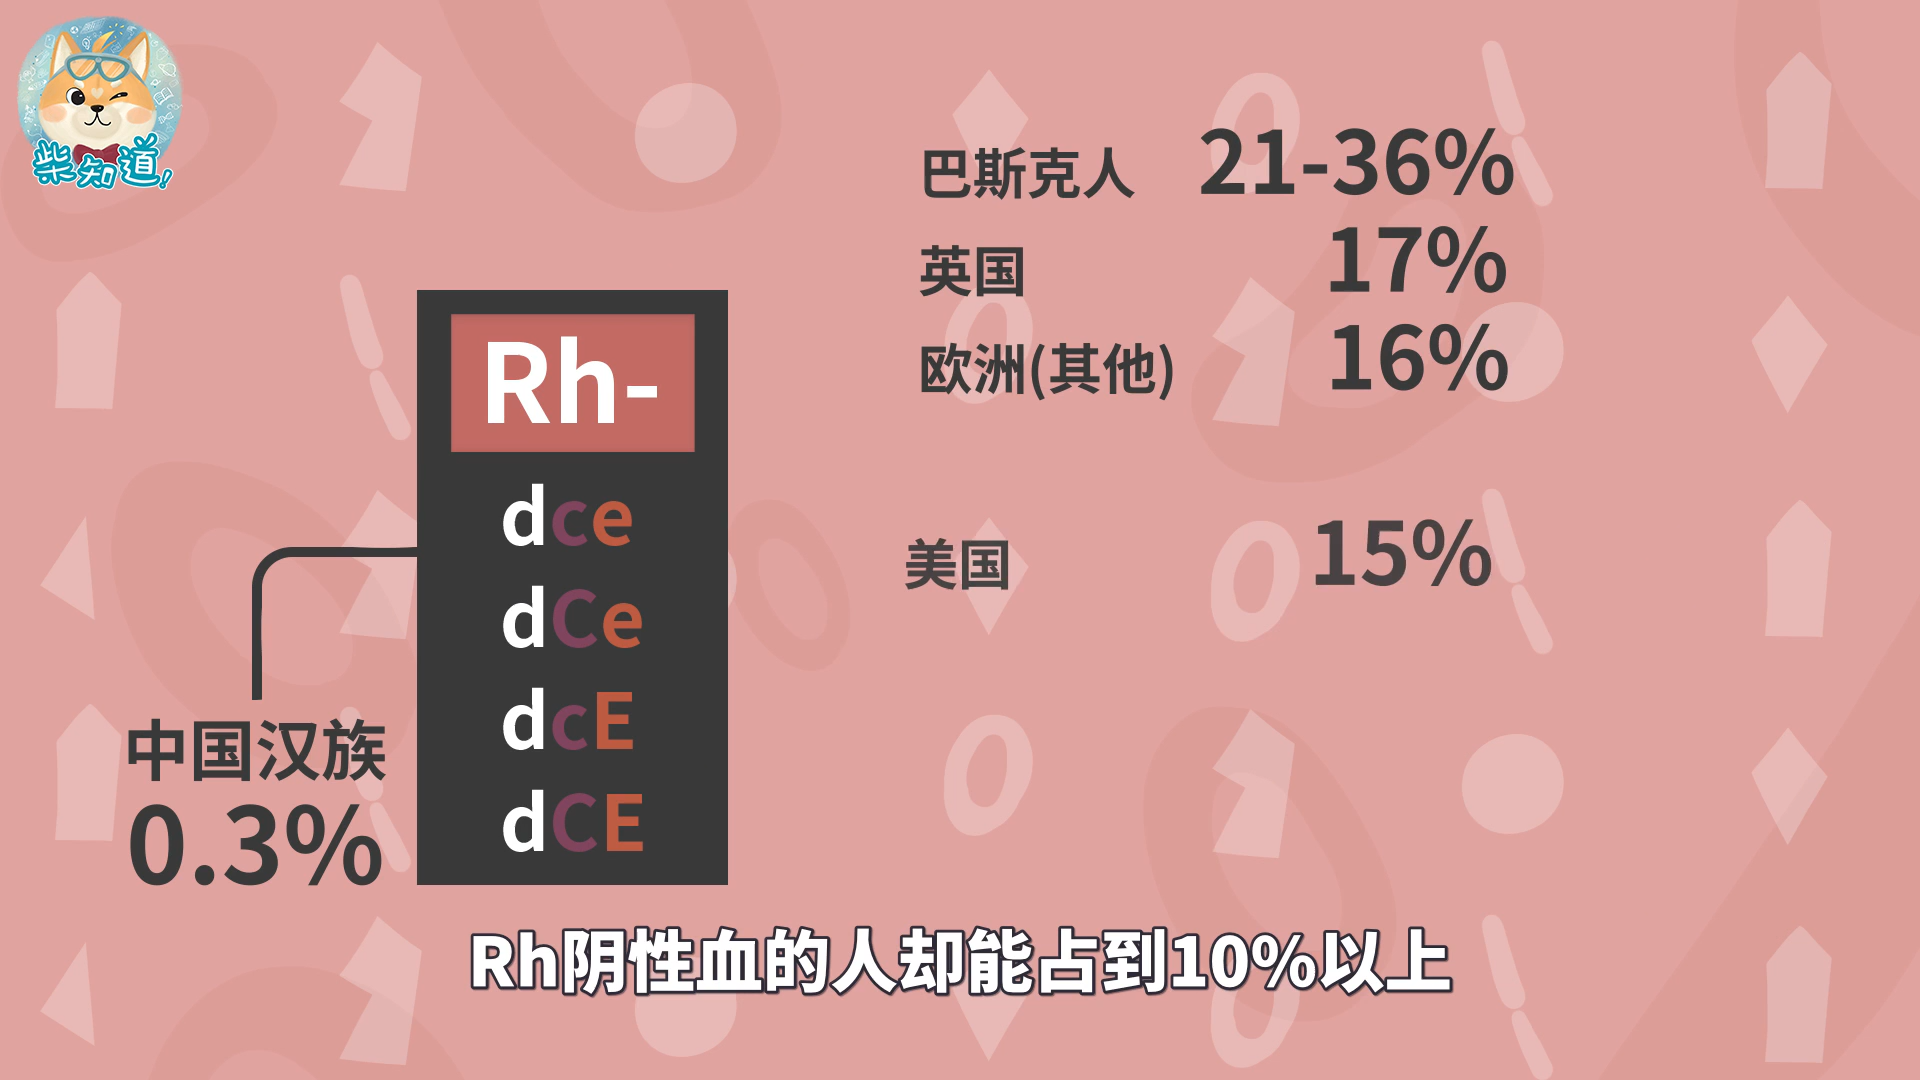 柴知道!
巴斯克人 21-36%
英国 17%
欧洲(其他) 16%
美国 15%
Rh-
dce
dCe
dcE
dCE
中国汉族
0.3%
Rh阴性血的人却能占到10%以上